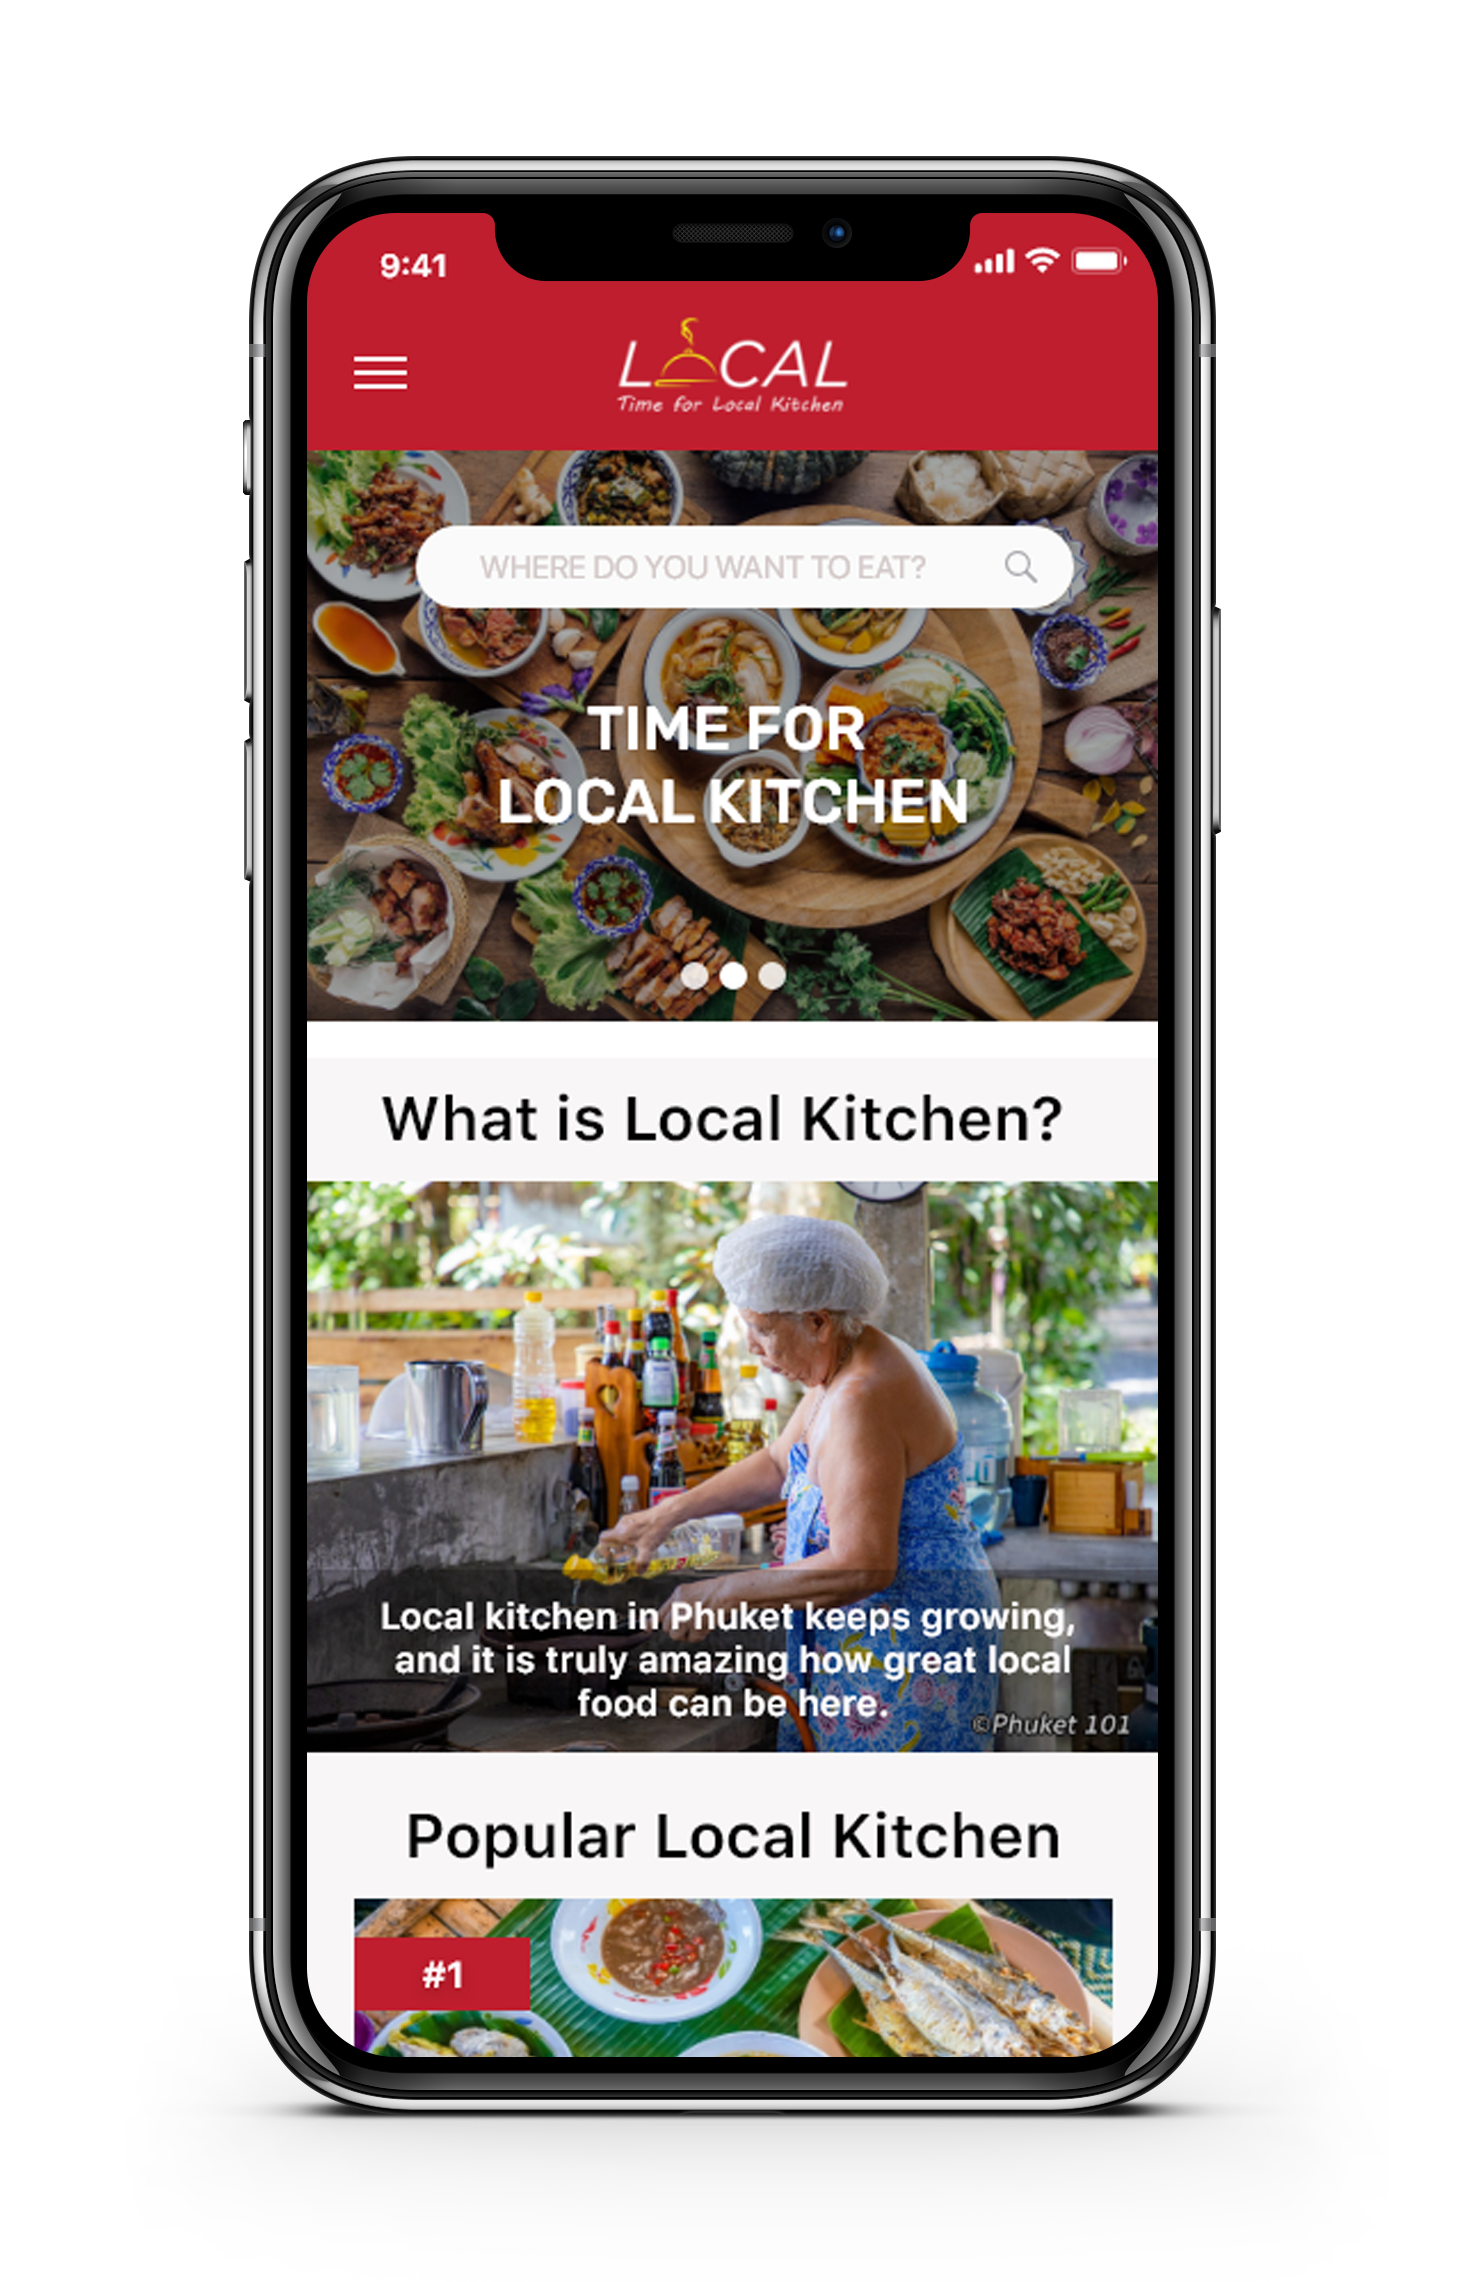 9:41
LOCAL
Time for Local Kitchen
WHERE DO YOU WANT TO EAT?
TIME FOR
LOCAL KITCHEN
What is Local Kitchen?
Local kitchen in Phuket keeps growing,
and it is truly amazing how great local
food can be here.
©Phuket 101
Popular Local Kitchen
#1